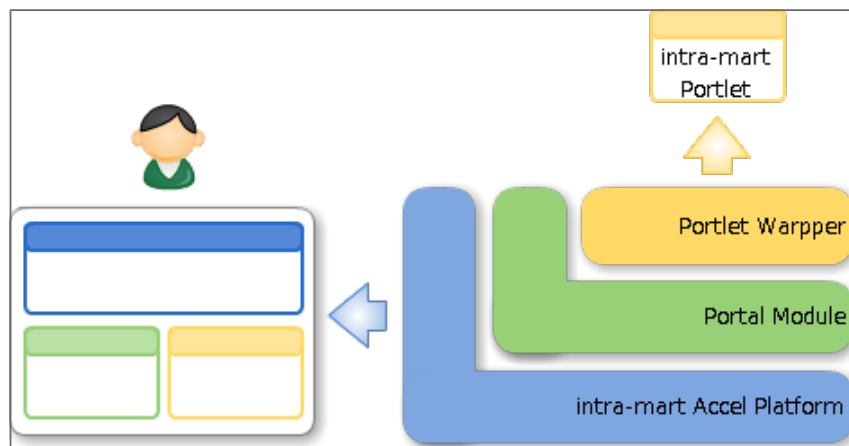 intra-mart
Portlet
Portlet Warpper
Portal Module
intra-mart Accel Platform